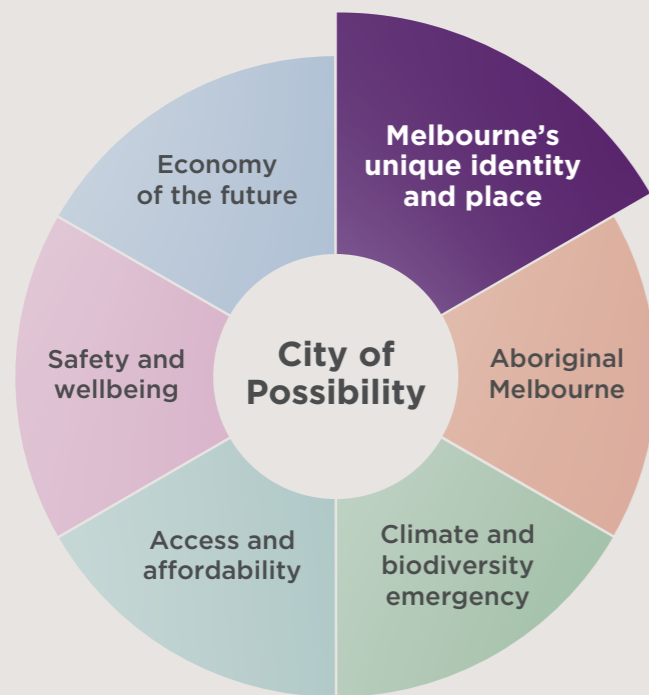 Melbourne’s
unique identity
and place
Aboriginal
Melbourne
Climate and
biodiversity
emergency
Access and
affordability
Safety and
wellbeing
Economy
of the future
City of
Possibility